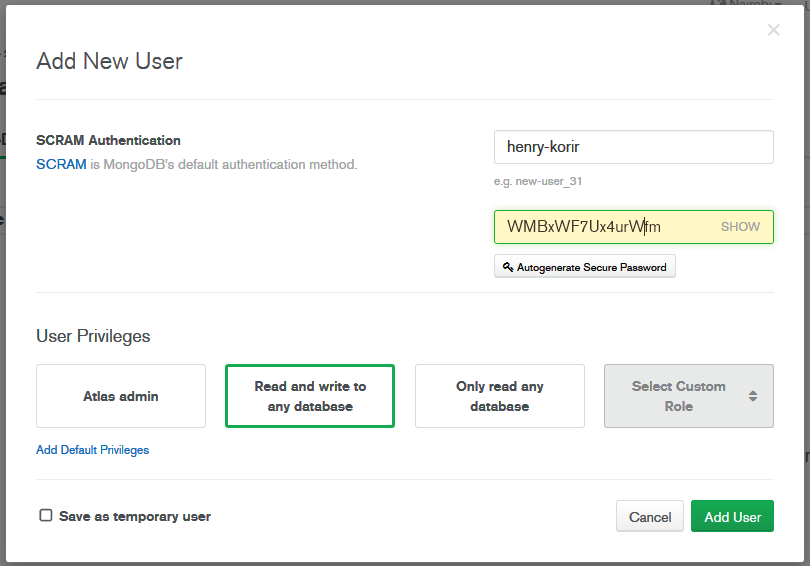 Add New User
SCRAM Authentication
SCRAM is MongoDB's default authentication method.
henry-korir
e.g. new-user_31
WMBxWF7Ux4urWfm SHOW
Autogenerate Secure Password
User Privileges
Atlas admin
Read and write to
any database
Only read any
database
Select Custom
Role
Add Default Privileges
Save as temporary user
Cancel
Add User